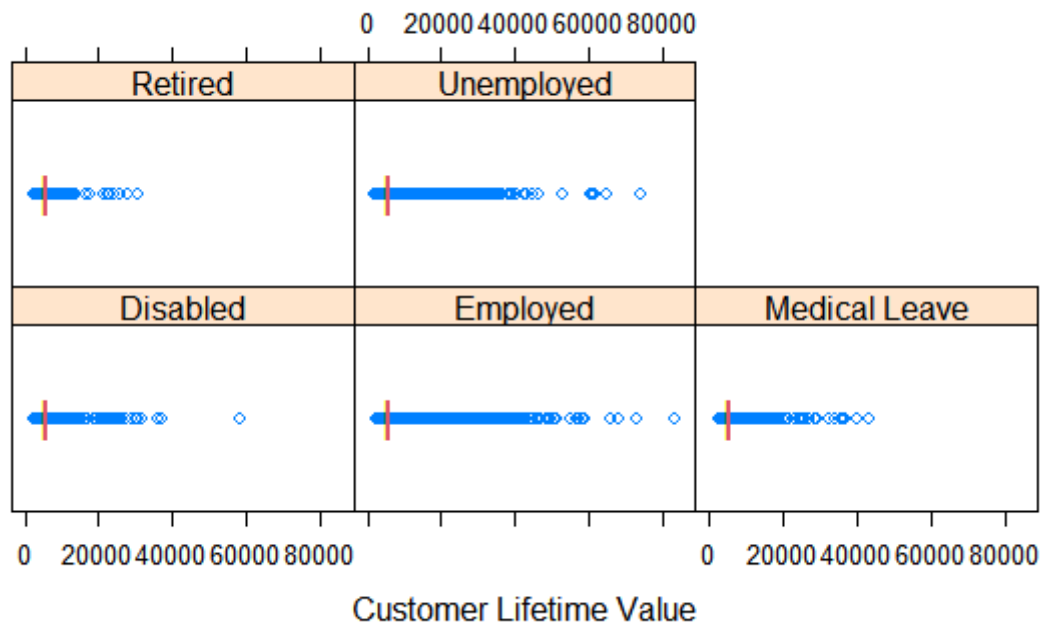 0 20000 40000 60000 80000
Retired Unemployed
Disabled Employed Medical Leave
0 20000 40000 60000 80000 0 20000 40000 60000 80000
Customer Lifetime Value